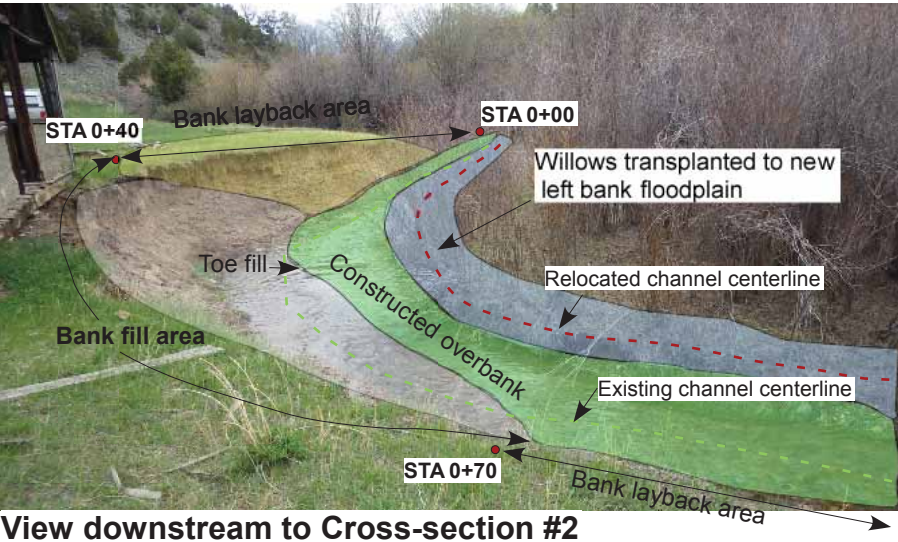 Bank layback area
STA 0+00
STA 0+40
Willows transplanted to new
left bank floodplain
Toe fill
Constructed overbank
Relocated channel centerline
Bank fill area
Existing channel centerline
STA 0+70
Bank layback area
View downstream to Cross-section #2